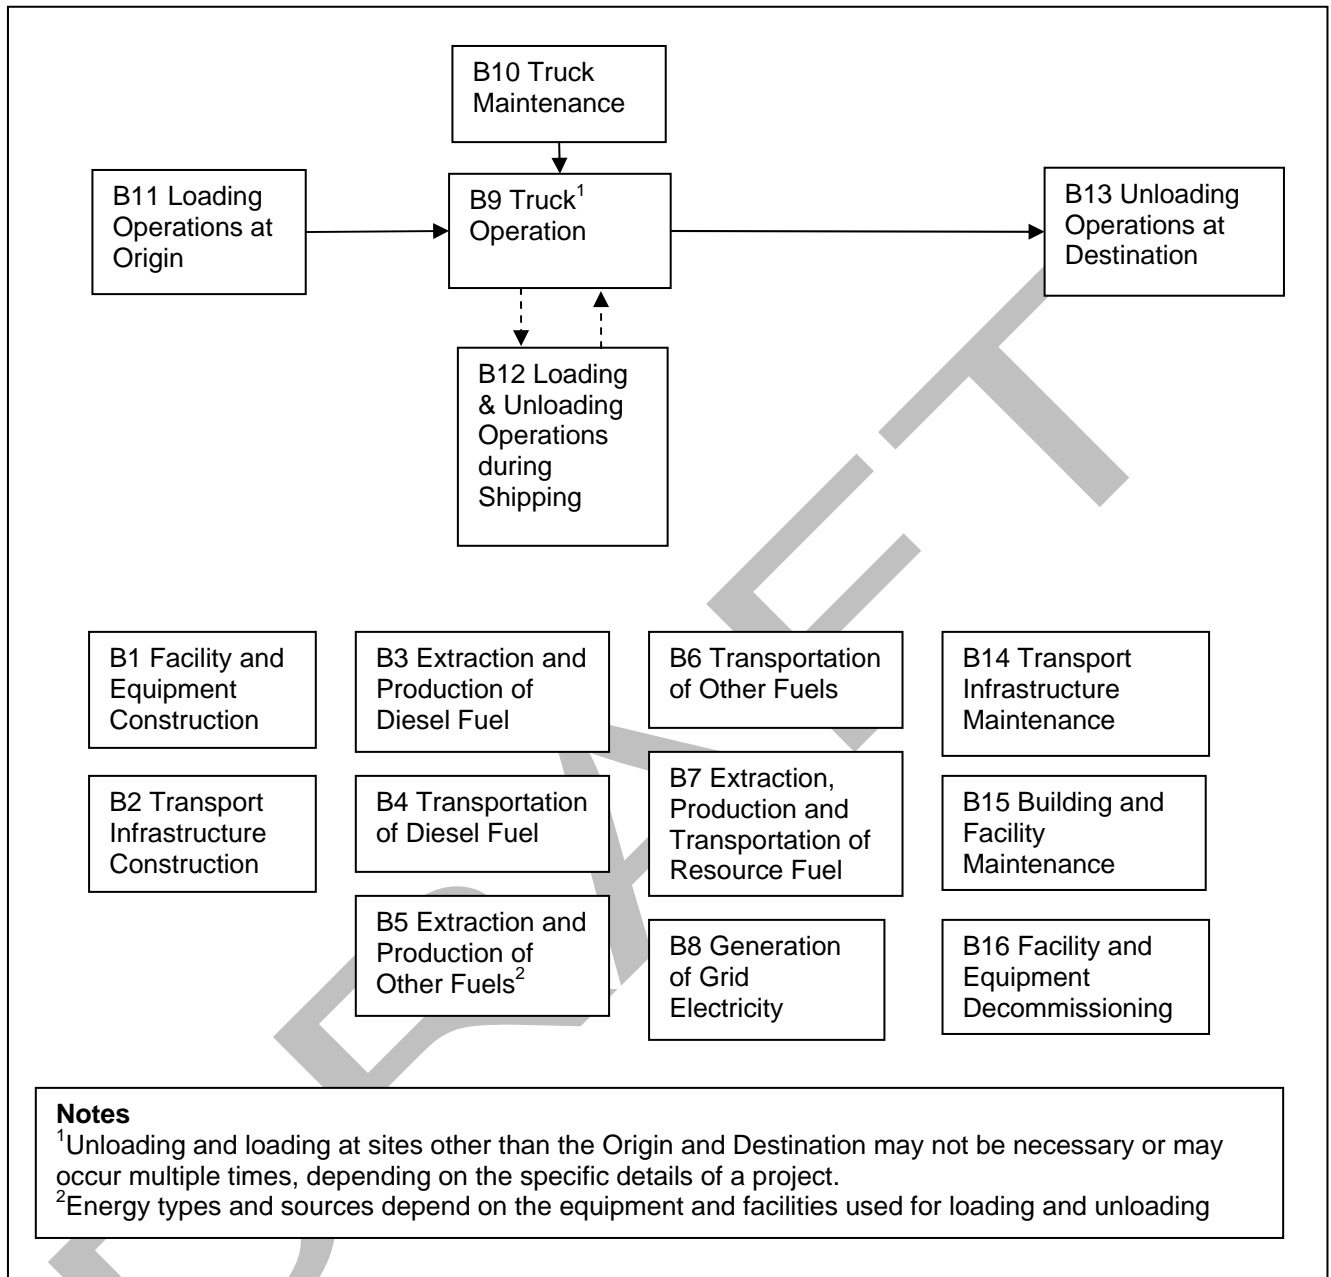 B10 Truck
Maintenance
B11 Loading
Operations at
Origin
B9 Truck¹
Operation
B13 Unloading
Operations at
Destination
B12 Loading
& Unloading
Operations
during
Shipping
B1 Facility and
Equipment
Construction
B3 Extraction and
Production of
Diesel Fuel
B6 Transportation
of Other Fuels
B14 Transport
Infrastructure
Maintenance
B2 Transport
Infrastructure
Construction
B4 Transportation
of Diesel Fuel
B7 Extraction,
Production and
Transportation of
Resource Fuel
B15 Building and
Facility
Maintenance
B5 Extraction and
Production of
Other Fuels²
B8 Generation
of Grid
Electricity
B16 Facility and
Equipment
Decommissioning
Notes
¹Unloading and loading at sites other than the Origin and Destination may not be necessary or may
occur multiple times, depending on the specific details of a project.
²Energy types and sources depend on the equipment and facilities used for loading and unloading
DRAFT